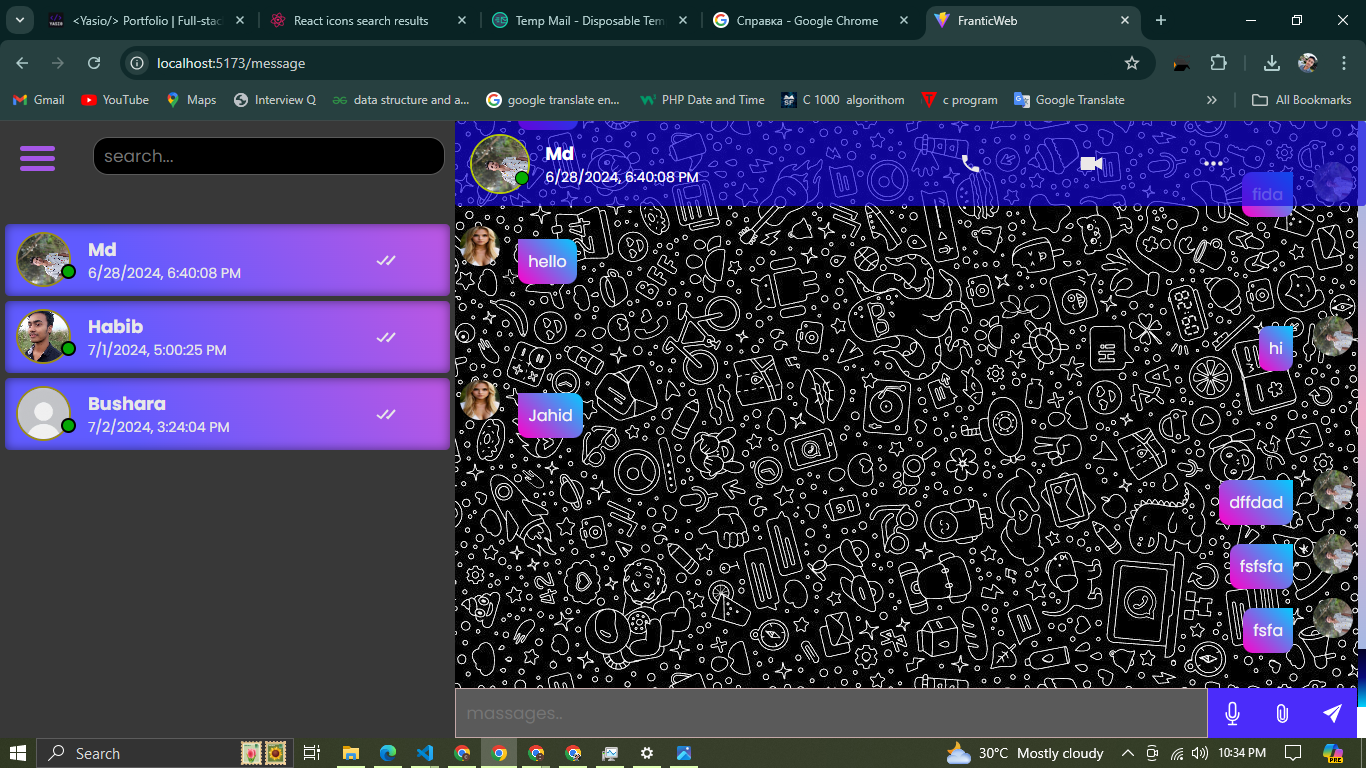 <Yasio/> Portfolio | Full-stac
React icons search results
Temp Mail - Disposable Tem
Справка - Google Chrome
FranticWeb
localhost:5173/message
Gmail
YouTube
Maps
Interview Q
data structure and a...
google translate en...
PHP Date and Time
C 1000 algorithom
c program
Google Translate
All Bookmarks
search...
Md
6/28/2024, 6:40:08 PM
Habib
7/1/2024, 5:00:25 PM
Bushara
7/2/2024, 3:24:04 PM
Md
6/28/2024, 6:40:08 PM
fida
hello
hi
Jahid
dffdad
fsfsfa
fsfa
massages..
Search
30°C Mostly cloudy
10:34 PM
PRE